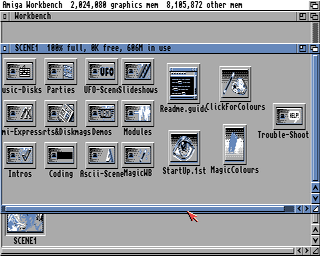 Amiga Workbench 2,024,080 graphics mem 8,105,872 other mem
Workbench
SCENE1 100% full, 0K free, 606M in use
usic-Disks Parties UFO-Scene Slideshows
UFO
Readme.guide ClickForColours
HELP
mi-Express rts&Diskmags Demos Modules Trouble-Shoot
Intros Coding Ascii-Scene MagicWB StartUp.1st MagicColours
SCENE1